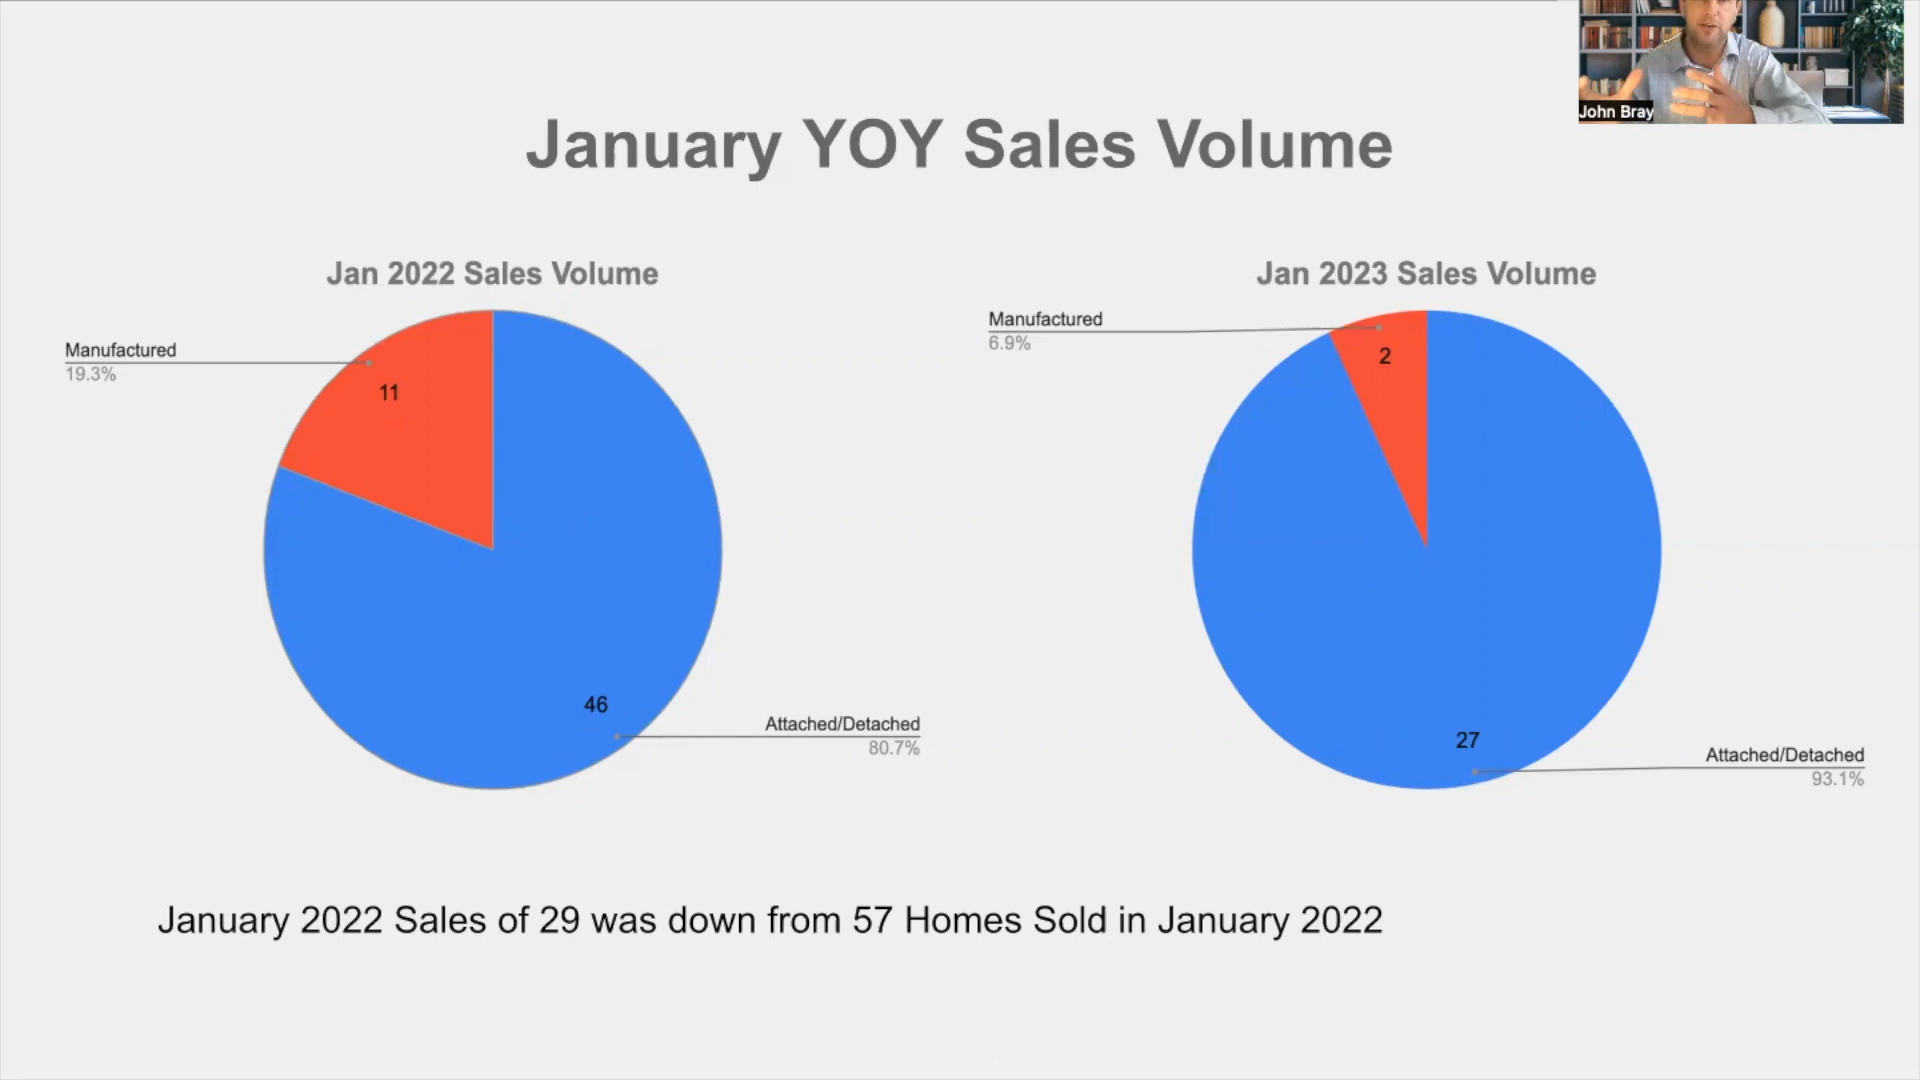 John Bray
January YOY Sales Volume
Jan 2022 Sales Volume
Manufactured
19.3%
11
46
Attached/Detached
80.7%
Jan 2023 Sales Volume
Manufactured
6.9%
2
27
Attached/Detached
93.1%
January 2022 Sales of 29 was down from 57 Homes Sold in January 2022